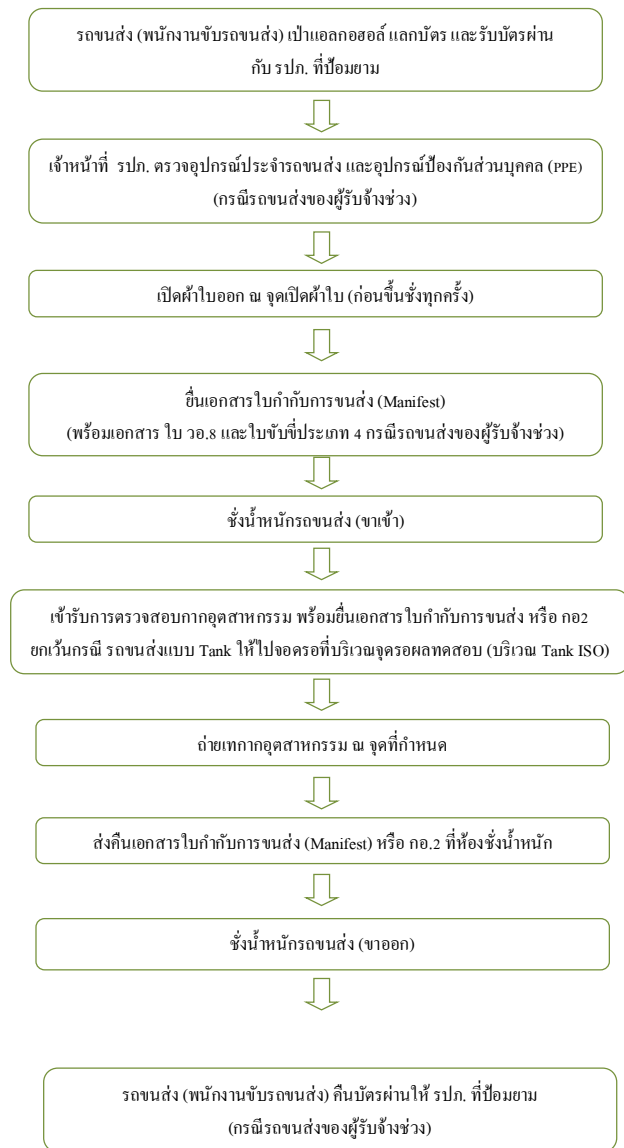 รถขนส่ง (พนักงานขับรถขนส่ง) เป่าแอลกอฮอล์ แลกบัตร และรับบัตรผ่าน
กับ รปภ. ที่ป้อมยาม
เจ้าหน้าที่ รปภ. ตรวจอุปกรณ์ประจำรถขนส่ง และอุปกรณ์ป้องกันส่วนบุคคล (PPE)
(กรณีรถขนส่งของผู้รับจ้างช่วง)
เปิดผ้าใบออก ณ จุดเปิดผ้าใบ (ก่อนขึ้นชั่งทุกครั้ง)
ยื่นเอกสารใบกำกับการขนส่ง (Manifest)
(พร้อมเอกสาร ใบ วอ.8 และใบขับขี่ประเภท 4 กรณีรถขนส่งของผู้รับจ้างช่วง)
ชั่งน้ำหนักรถขนส่ง (ขาเข้า)
เข้ารับการตรวจสอบกากอุตสาหกรรม พร้อมยื่นเอกสารใบกำกับการขนส่ง หรือ กอ2
ยกเว้นกรณี รถขนส่งแบบ Tank ให้ไปจอดรอที่บริเวณจุดรอผลทดสอบ (บริเวณ Tank ISO)
ถ่ายเทกากอุตสาหกรรม ณ จุดที่กำหนด
ส่งคืนเอกสารใบกำกับการขนส่ง (Manifest) หรือ กอ.2 ที่ห้องชั่งน้ำหนัก
ชั่งน้ำหนักรถขนส่ง (ขาออก)
รถขนส่ง (พนักงานขับรถขนส่ง) คืนบัตรผ่านให้ รปภ. ที่ป้อมยาม
(กรณีรถขนส่งของผู้รับจ้างช่วง)